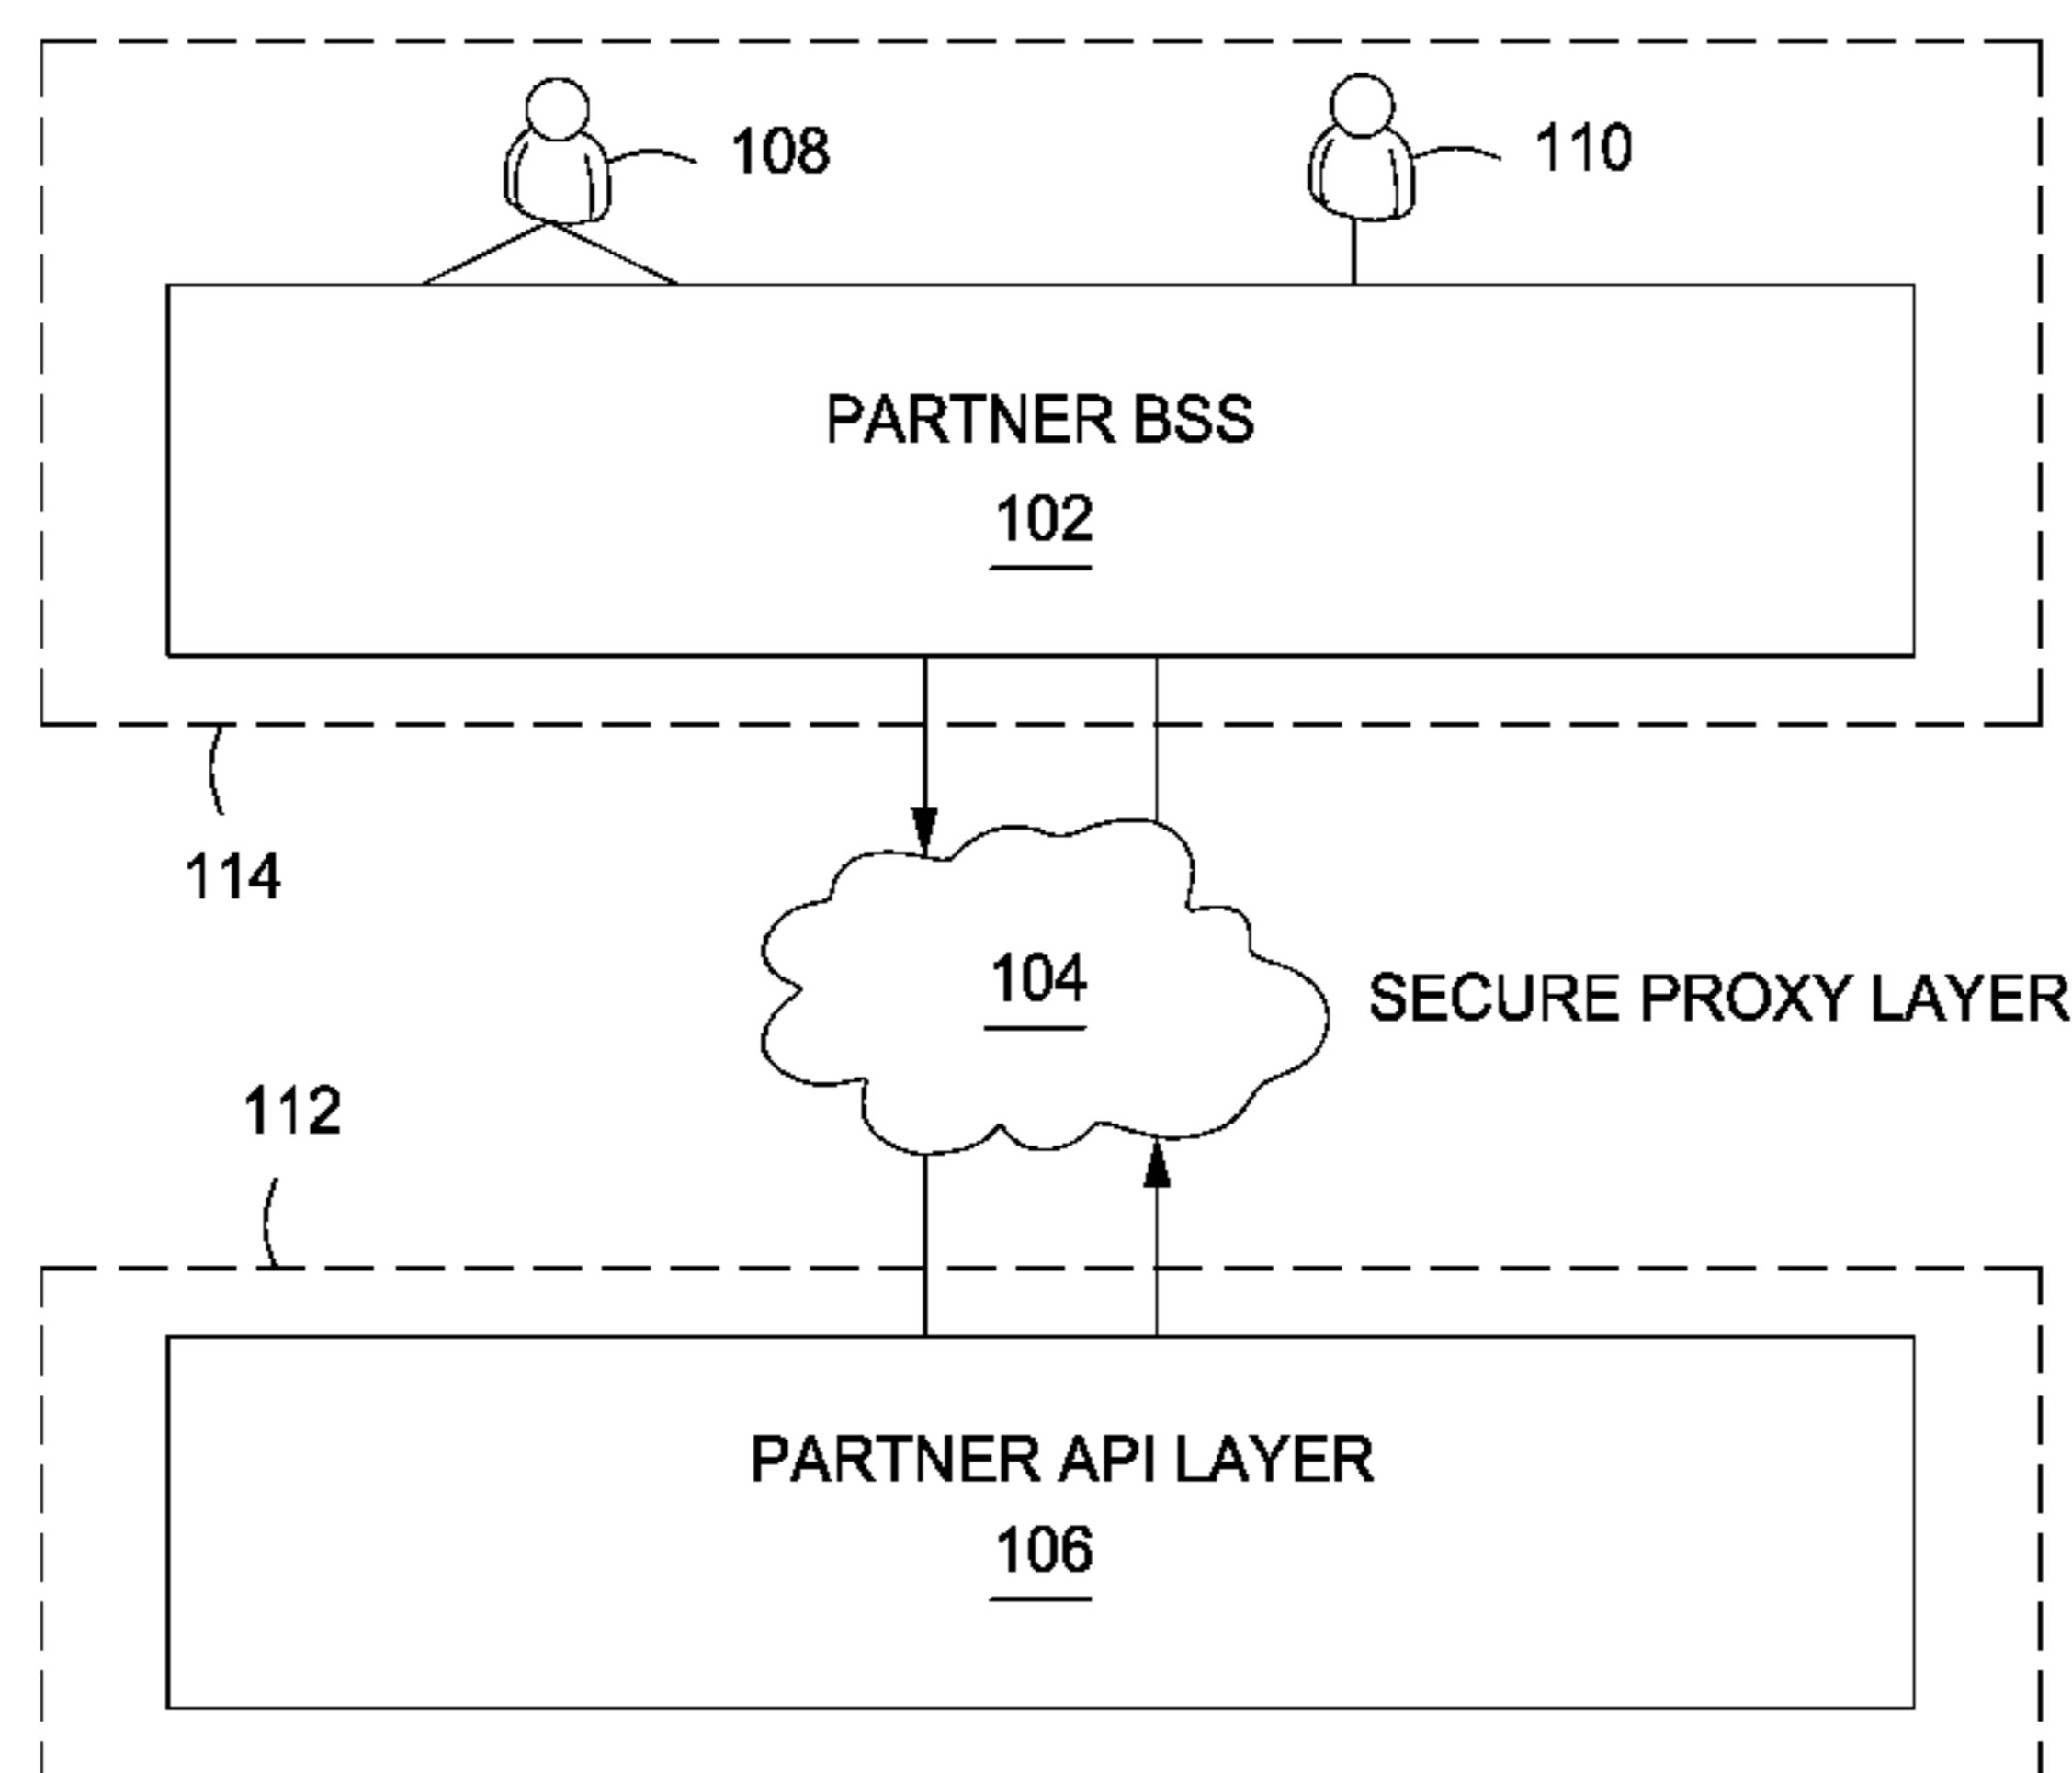 108
110
PARTNER BSS
102
114
104
SECURE PROXY LAYER
112
PARTNER API LAYER
106